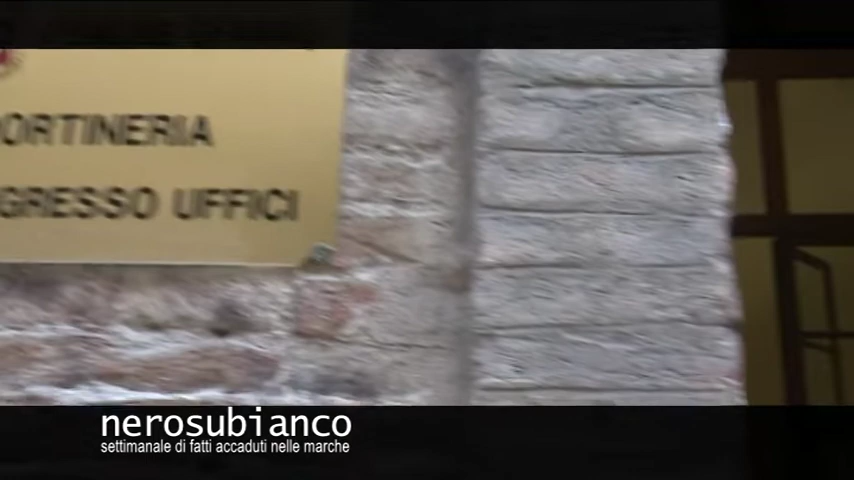 ORTINERIA
GRESSO UFFICI
nerosubianco
settimanale di fatti accaduti nelle marche